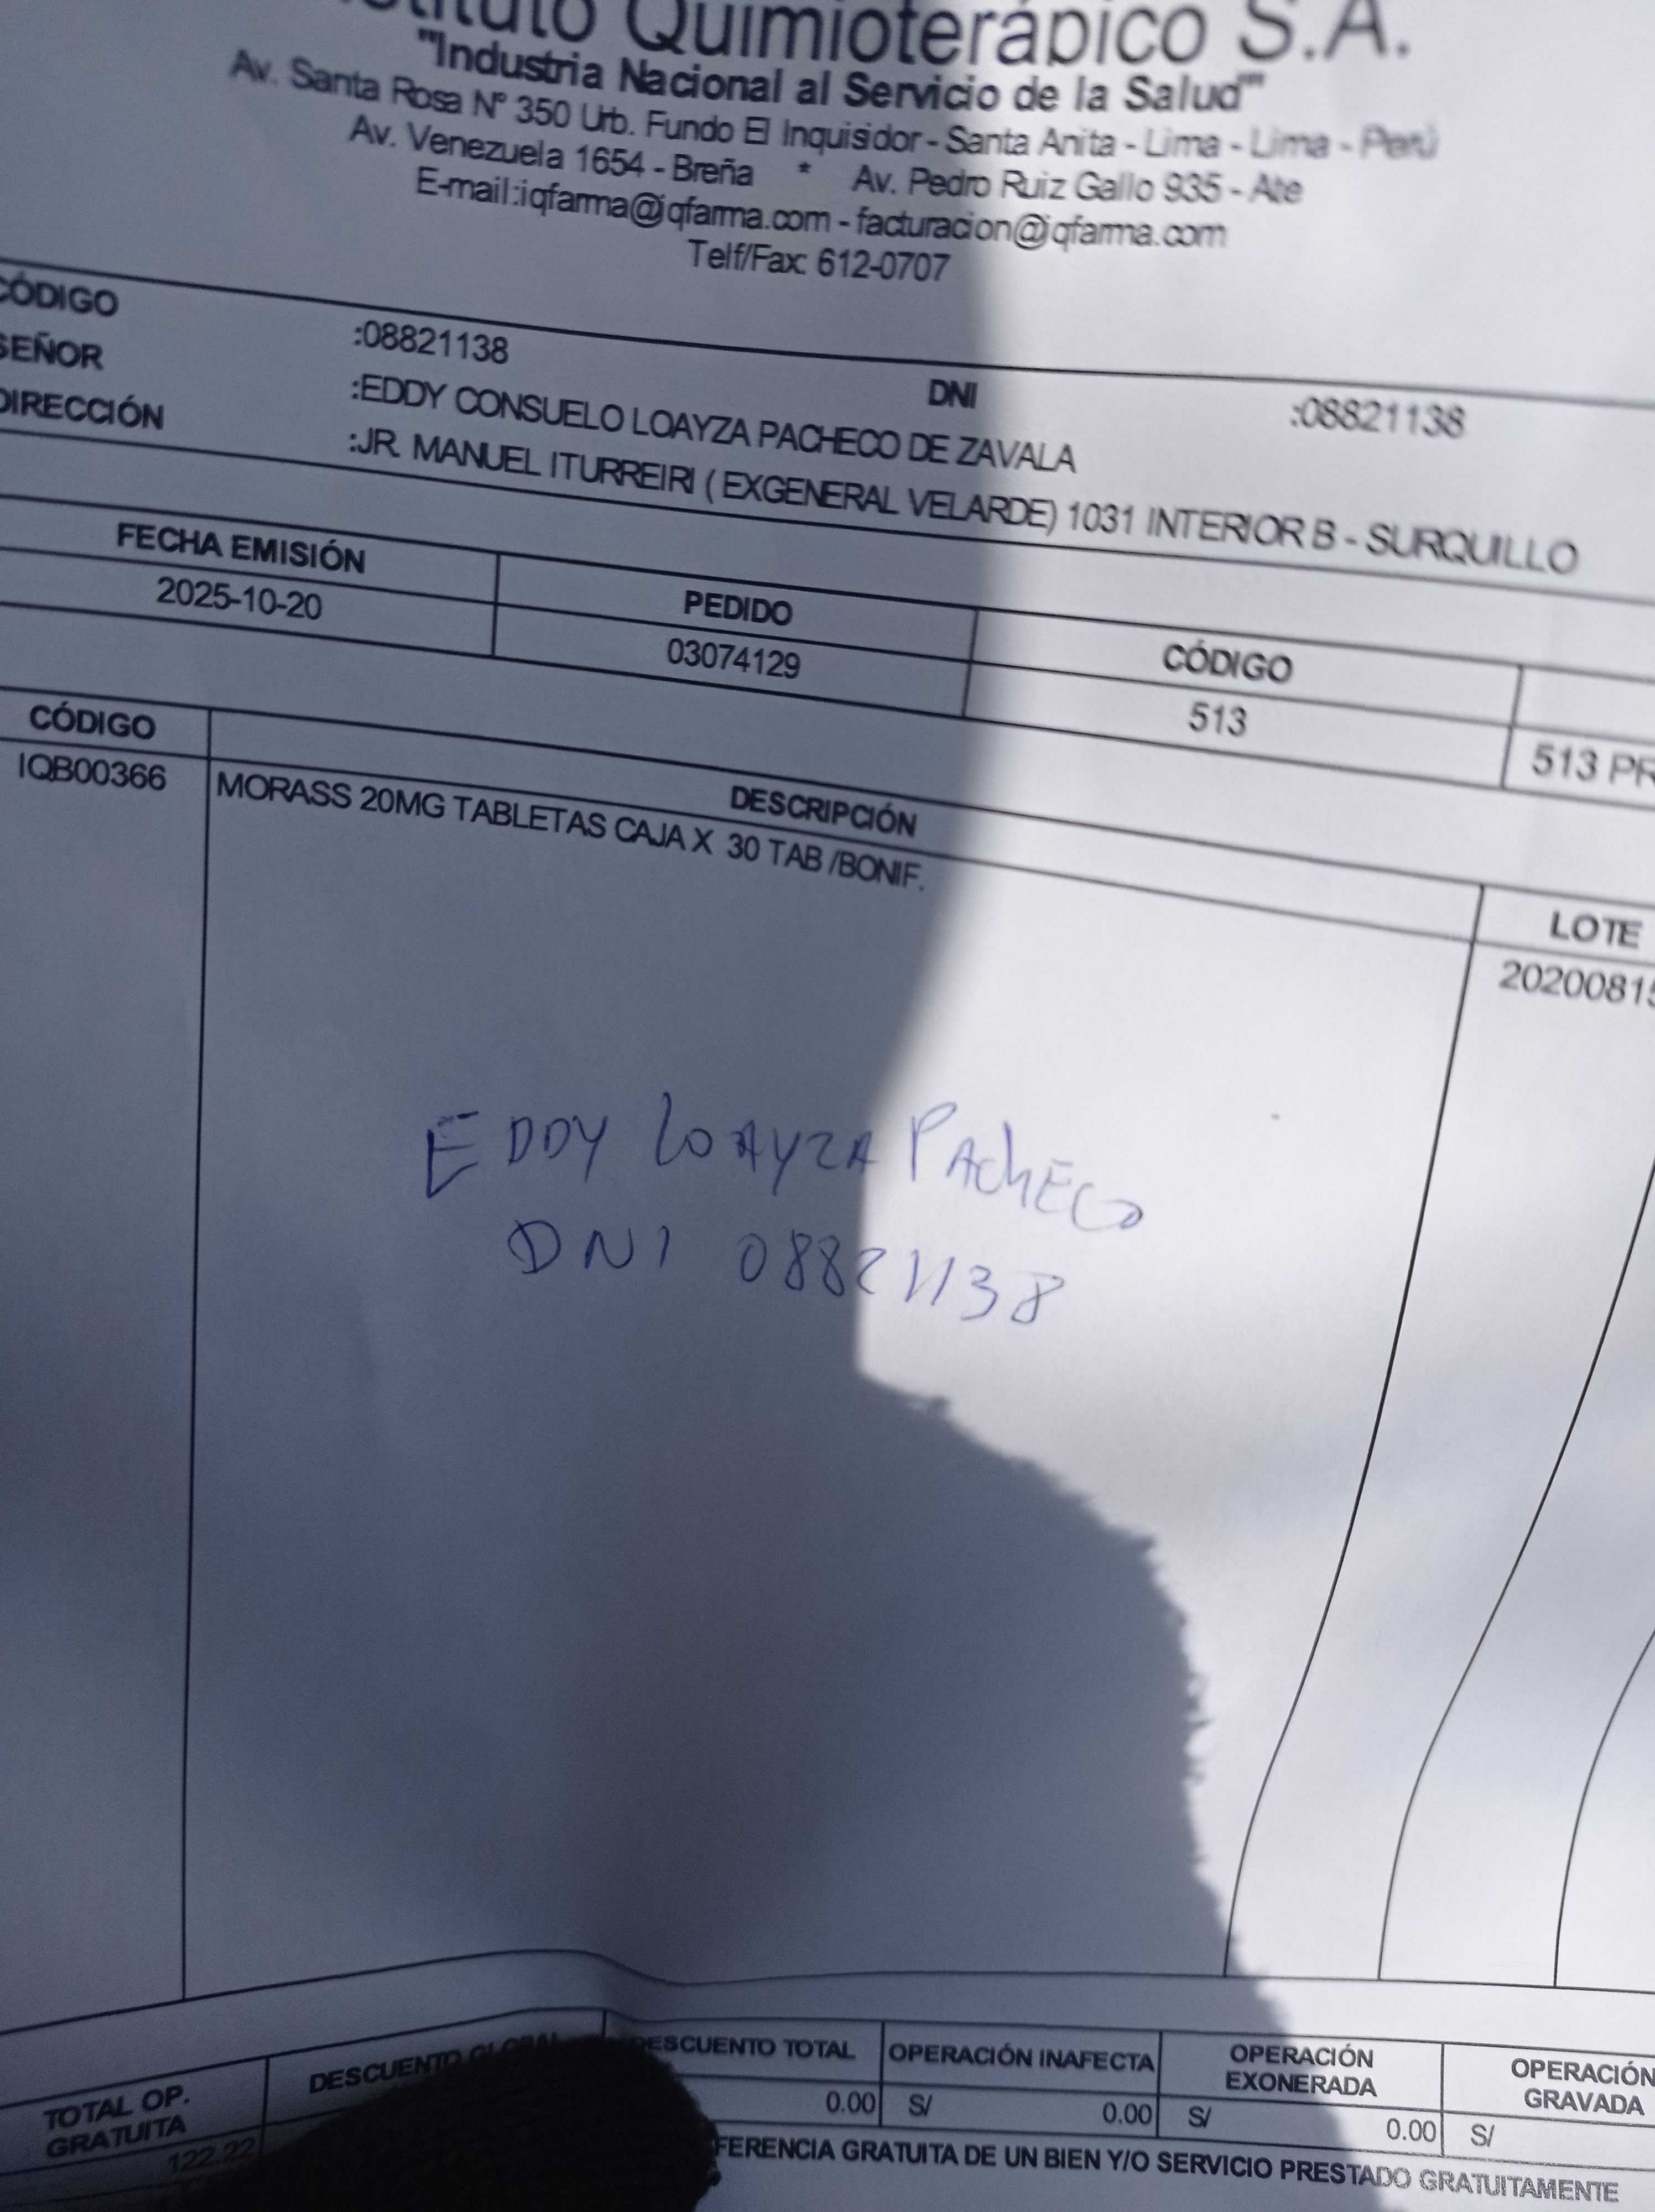 Quimioterápico S.A.
"'Industria Nacional al Servicio de la Salud'"
Av. Santa Rosa Nº 350 Urb. Fundo El Inquisidor - Santa Anita - Lima - Lima - Perú
Av. Venezuela 1654 - Breña * Av. Pedro Ruiz Gallo 935 - Ate
E-mail:iqfarma@iqfarma.com - facturacion@iqfarma.com
Telf/Fax: 612-0707
CÓDIGO :08821138 DNI :08821138
SEÑOR :EDDY CONSUELO LOAYZA PACHECO DE ZAVALA
DIRECCIÓN :JR. MANUEL ITURREIRI ( EXGENERAL VELARDE) 1031 INTERIOR B - SURQUILLO
FECHA EMISIÓN PEDIDO CÓDIGO
2025-10-20 03074129 513 513 PR
CÓDIGO DESCRIPCIÓN LOTE
IQB00366 MORASS 20MG TABLETAS CAJA X 30 TAB /BONIF. 2020081
EDDY LOAYZA PACHECO
DNI 08821138
TOTAL OP. GRATUITA DESCUENTO GLOBAL DESCUENTO TOTAL OPERACIÓN INAFECTA OPERACIÓN EXONERADA OPERACIÓN GRAVADA
122.22 0.00 S/ 0.00 S/ 0.00 S/
FERENCIA GRATUITA DE UN BIEN Y/O SERVICIO PRESTADO GRATUITAMENTE